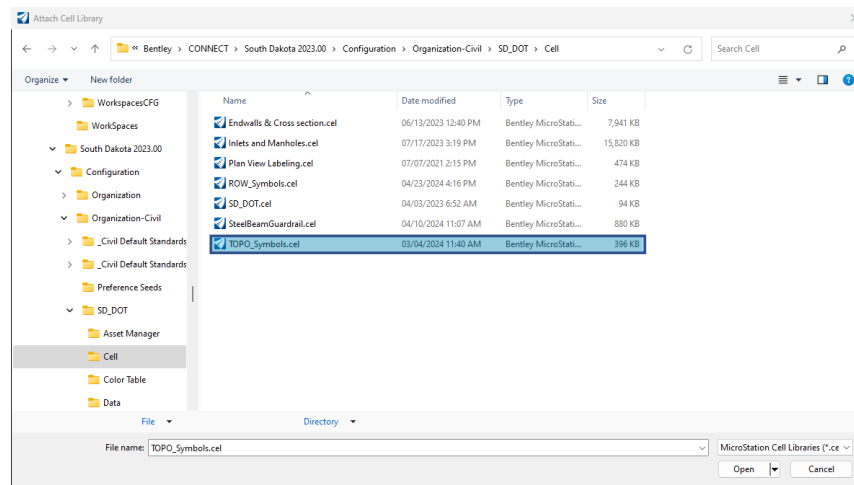 Attach Cell Library
« Bentley › CONNECT › South Dakota 2023.00 › Configuration › Organization-Civil › SD_DOT › Cell
Search Cell
Organize
New folder
WorkspacesCFG
WorkSpaces
South Dakota 2023.00
Configuration
Organization
Organization-Civil
_Civil Default Standards
_Civil Default Standards
Preference Seeds
SD_DOT
Asset Manager
Cell
Color Table
Data
Name Date modified Type Size
Endwalls & Cross section.cel 06/13/2023 12:40 PM Bentley MicroStati... 7,941 KB
Inlets and Manholes.cel 07/17/2023 3:19 PM Bentley MicroStati... 15,820 KB
Plan View Labeling.cel 07/07/2021 2:15 PM Bentley MicroStati... 474 KB
ROW_Symbols.cel 04/23/2024 4:16 PM Bentley MicroStati... 244 KB
SD_DOT.cel 04/03/2023 6:52 AM Bentley MicroStati... 94 KB
SteelBeamGuardrail.cel 04/10/2024 11:07 AM Bentley MicroStati... 880 KB
TOPO_Symbols.cel 03/04/2024 11:40 AM Bentley MicroStati... 396 KB
File Directory
File name: TOPO_Symbols.cel
MicroStation Cell Libraries (*.ce
Open Cancel